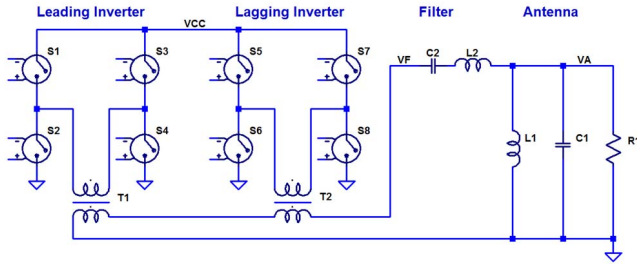 Leading Inverter Lagging Inverter Filter Antenna
VCC
S1 S3 S5 S7
VF C2 L2 VA
S2 S4 S6 S8
L1 C1 R1
T1 T2